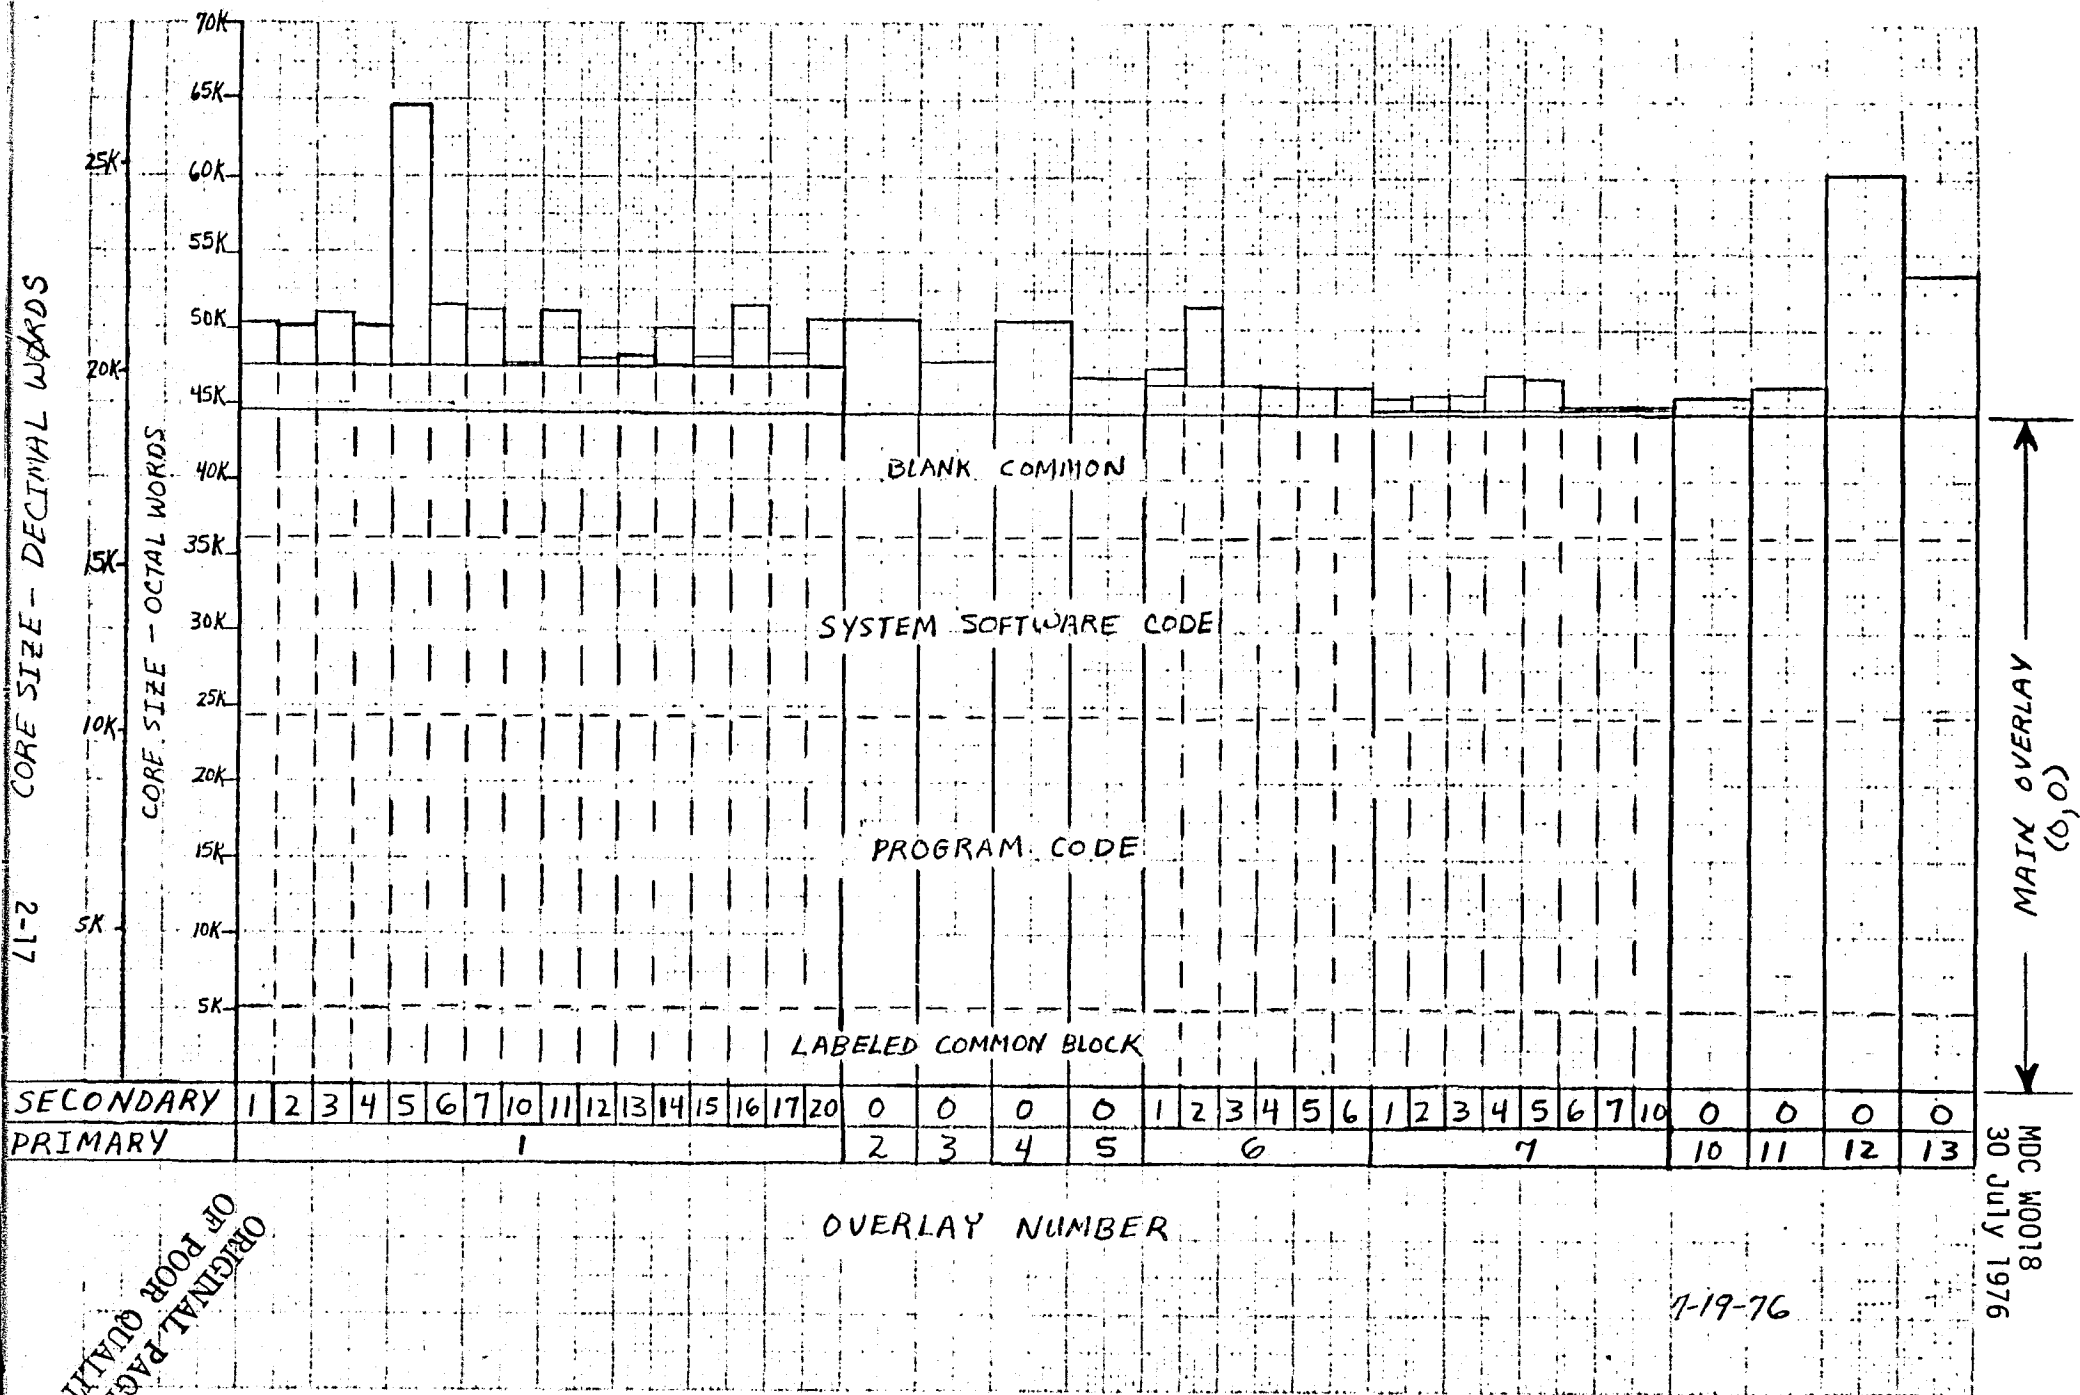 CORE SIZE - DECIMAL WORDS
25K
20K
15K
10K
5K
CORE SIZE - OCTAL WORDS
70K
65K
60K
55K
50K
45K
40K
35K
30K
25K
20K
15K
10K
5K
BLANK COMMON
SYSTEM SOFTWARE CODE
PROGRAM CODE
LABELED COMMON BLOCK
MAIN OVERLAY
(0,0)
SECONDARY 1 2 3 4 5 6 7 10 11 12 13 14 15 16 17 20 0 0 0 0 1 2 3 4 5 6 1 2 3 4 5 6 7 10 0 0 0 0
PRIMARY 1 2 3 4 5 6 7 10 11 12 13
OVERLAY NUMBER
7-19-76
2-17
MDC W0018
30 July 1976
ORIGINAL PAG
OF POOR QUALIT